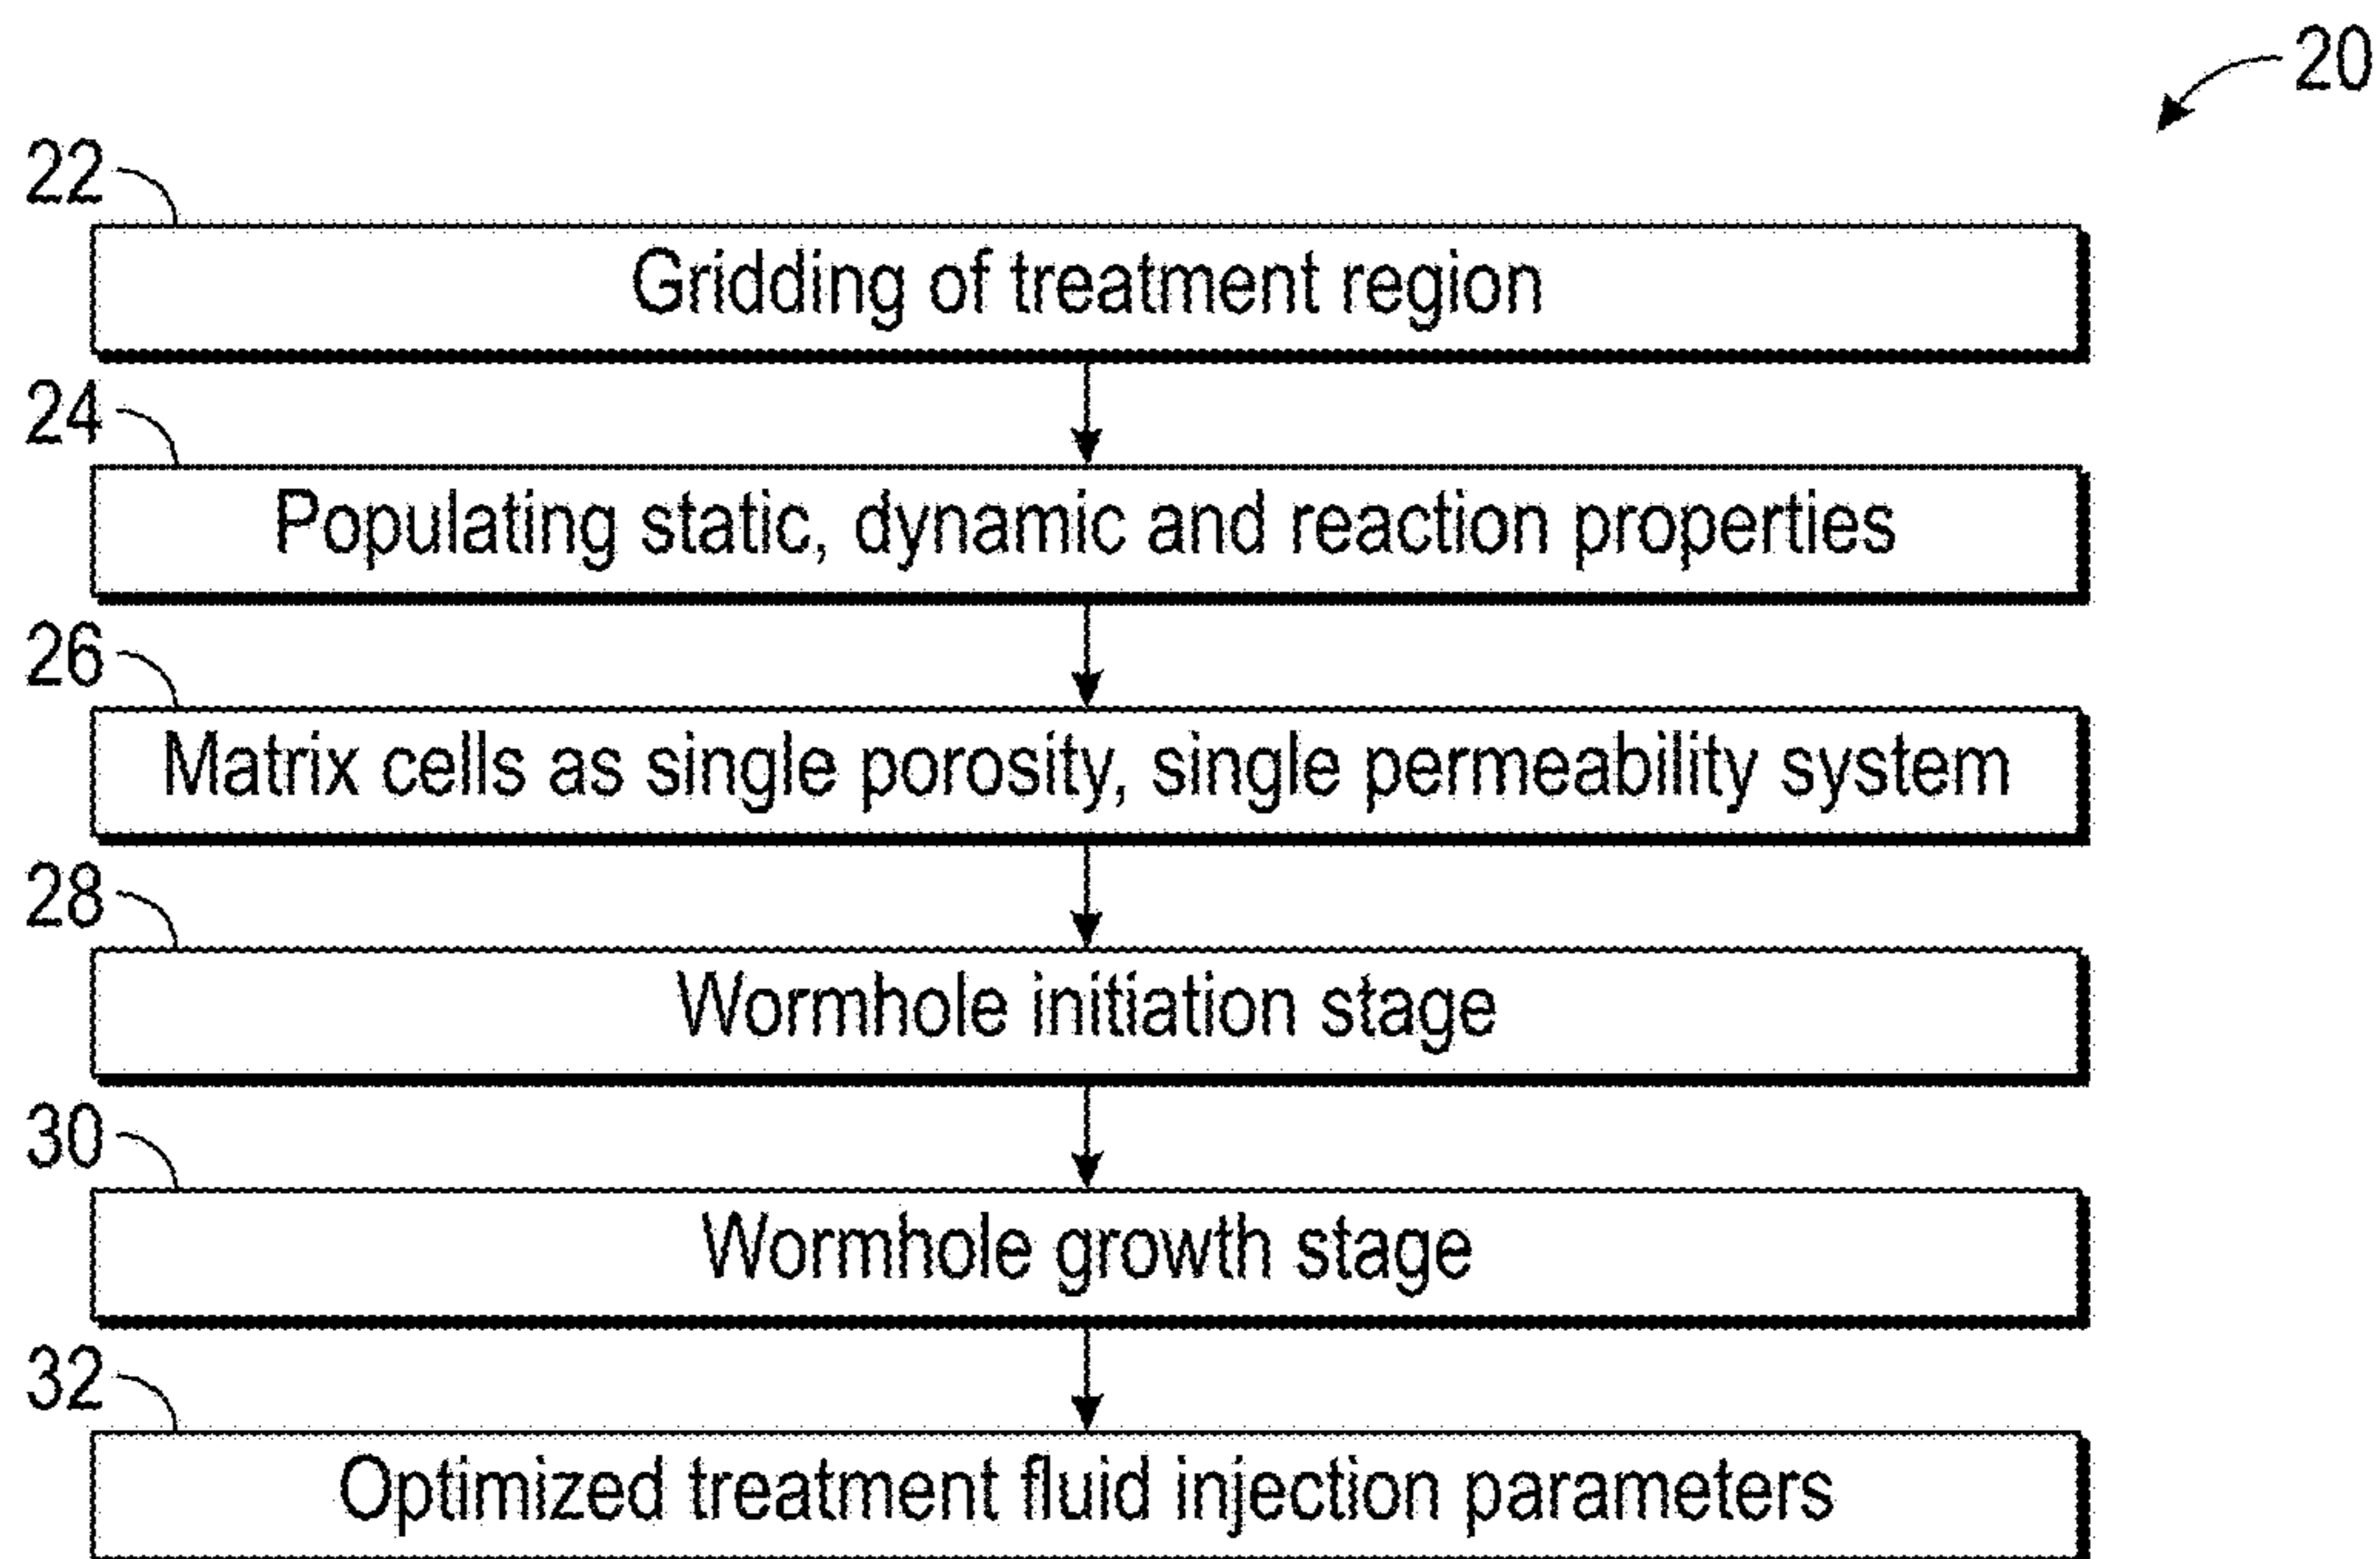 20
22
Gridding of treatment region
24
Populating static, dynamic and reaction properties
26
Matrix cells as single porosity, single permeability system
28
Wormhole initiation stage
30
Wormhole growth stage
32
Optimized treatment fluid injection parameters